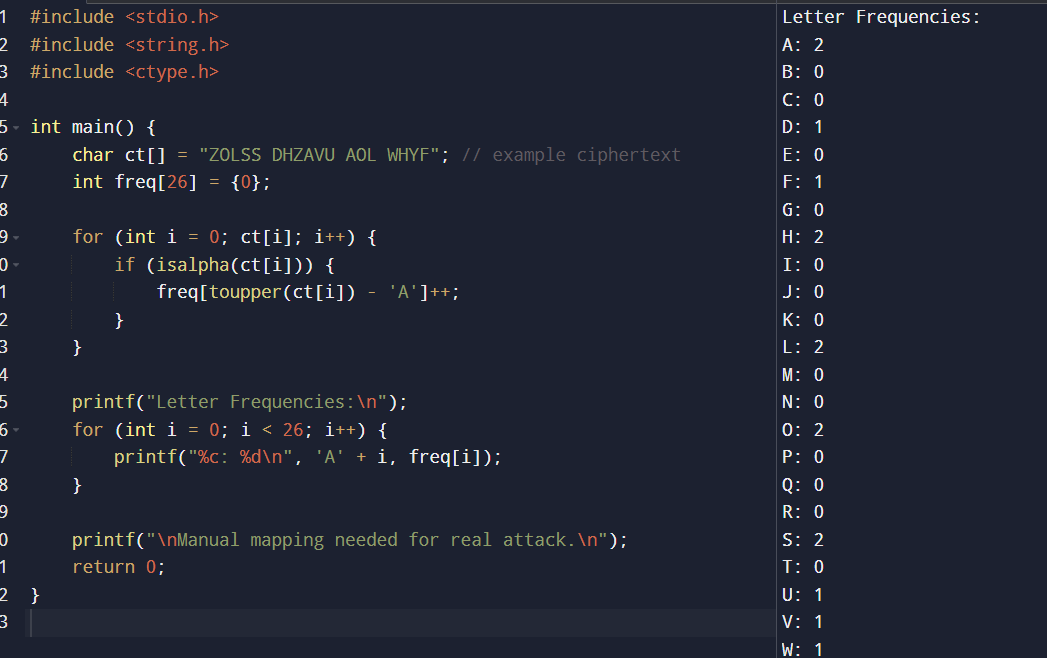 1 #include <stdio.h>
2 #include <string.h>
3 #include <ctype.h>
4
5 int main() {
6     char ct[] = "ZOLSS DHZAVU AOL WHYF"; // example ciphertext
7     int freq[26] = {0};
8
9     for (int i = 0; ct[i]; i++) {
0         if (isalpha(ct[i])) {
1             freq[toupper(ct[i]) - 'A']++;
2         }
3     }
4
5     printf("Letter Frequencies:\n");
6     for (int i = 0; i < 26; i++) {
7         printf("%c: %d\n", 'A' + i, freq[i]);
8     }
9
0     printf("\nManual mapping needed for real attack.\n");
1     return 0;
2 }
3
Letter Frequencies:
A: 2
B: 0
C: 0
D: 1
E: 0
F: 1
G: 0
H: 2
I: 0
J: 0
K: 0
L: 2
M: 0
N: 0
O: 2
P: 0
Q: 0
R: 0
S: 2
T: 0
U: 1
V: 1
W: 1